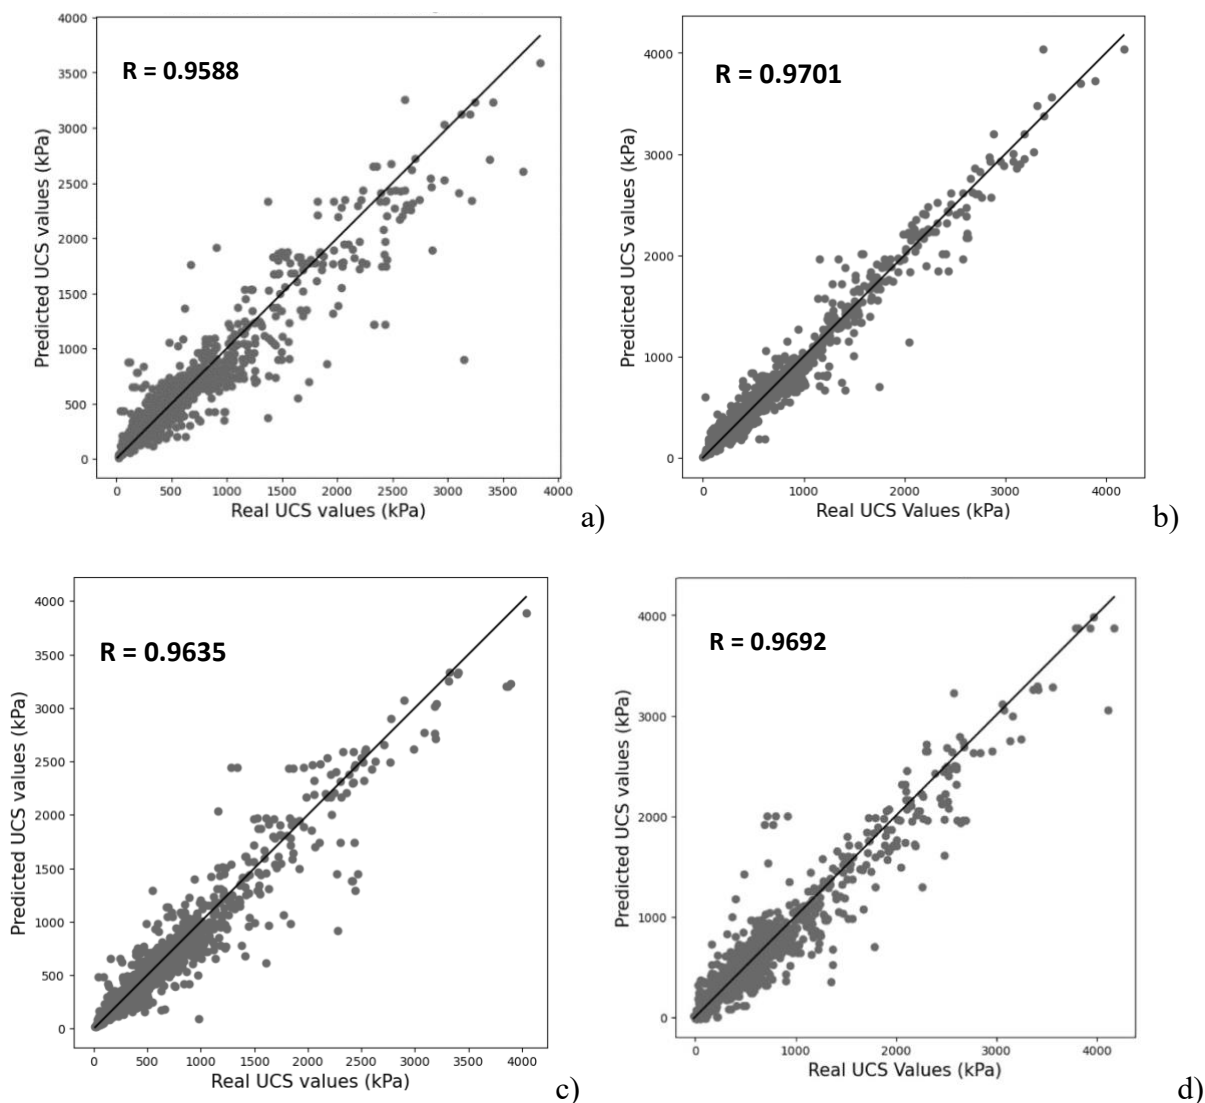 R = 0.9588
Predicted UCS values (kPa)
4000
3500
3000
2500
2000
1500
1000
500
0
0 500 1000 1500 2000 2500 3000 3500 4000
Real UCS values (kPa)
a)
R = 0.9701
Predicted UCS values (kPa)
4000
3000
2000
1000
0
0 1000 2000 3000 4000
Real UCS Values (kPa)
b)
R = 0.9635
Predicted UCS values (kPa)
4000
3500
3000
2500
2000
1500
1000
500
0
0 500 1000 1500 2000 2500 3000 3500 4000
Real UCS values (kPa)
c)
R = 0.9692
Predicted UCS values (kPa)
4000
3000
2000
1000
0
0 1000 2000 3000 4000
Real UCS Values (kPa)
d)